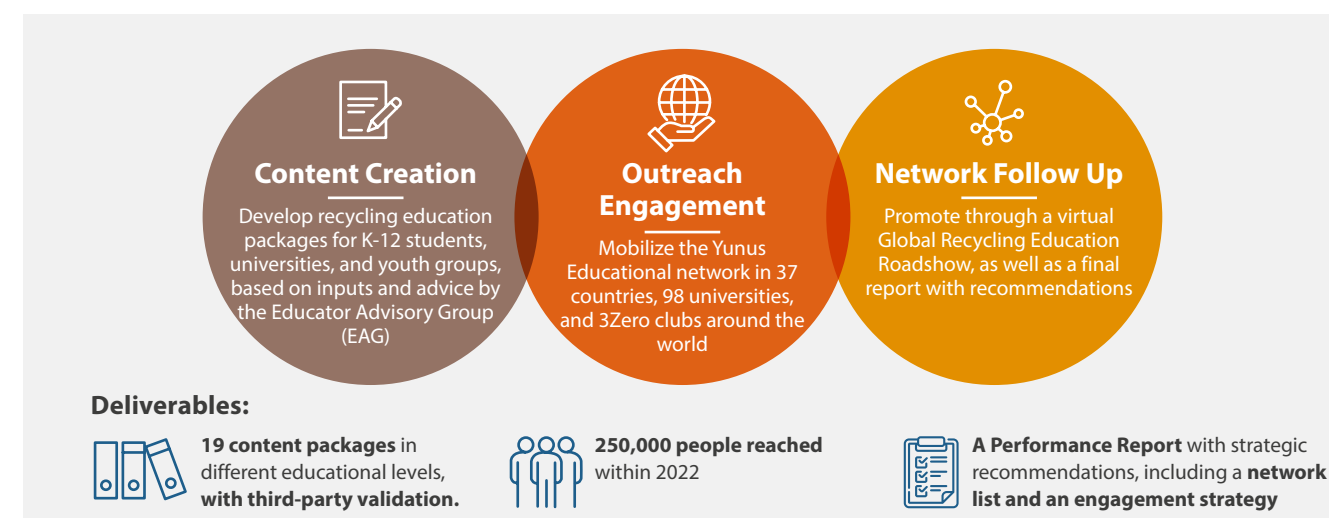 Content Creation
Develop recycling education
packages for K-12 students,
universities, and youth groups,
based on inputs and advice by
the Educator Advisory Group
(EAG)
Outreach
Engagement
Mobilize the Yunus
Educational network in 37
countries, 98 universities,
and 3Zero clubs around the
world
Network Follow Up
Promote through a virtual
Global Recycling Education
Roadshow, as well as a final
report with recommendations
Deliverables:
19 content packages in
different educational levels,
with third-party validation.
250,000 people reached
within 2022
A Performance Report with strategic
recommendations, including a network
list and an engagement strategy